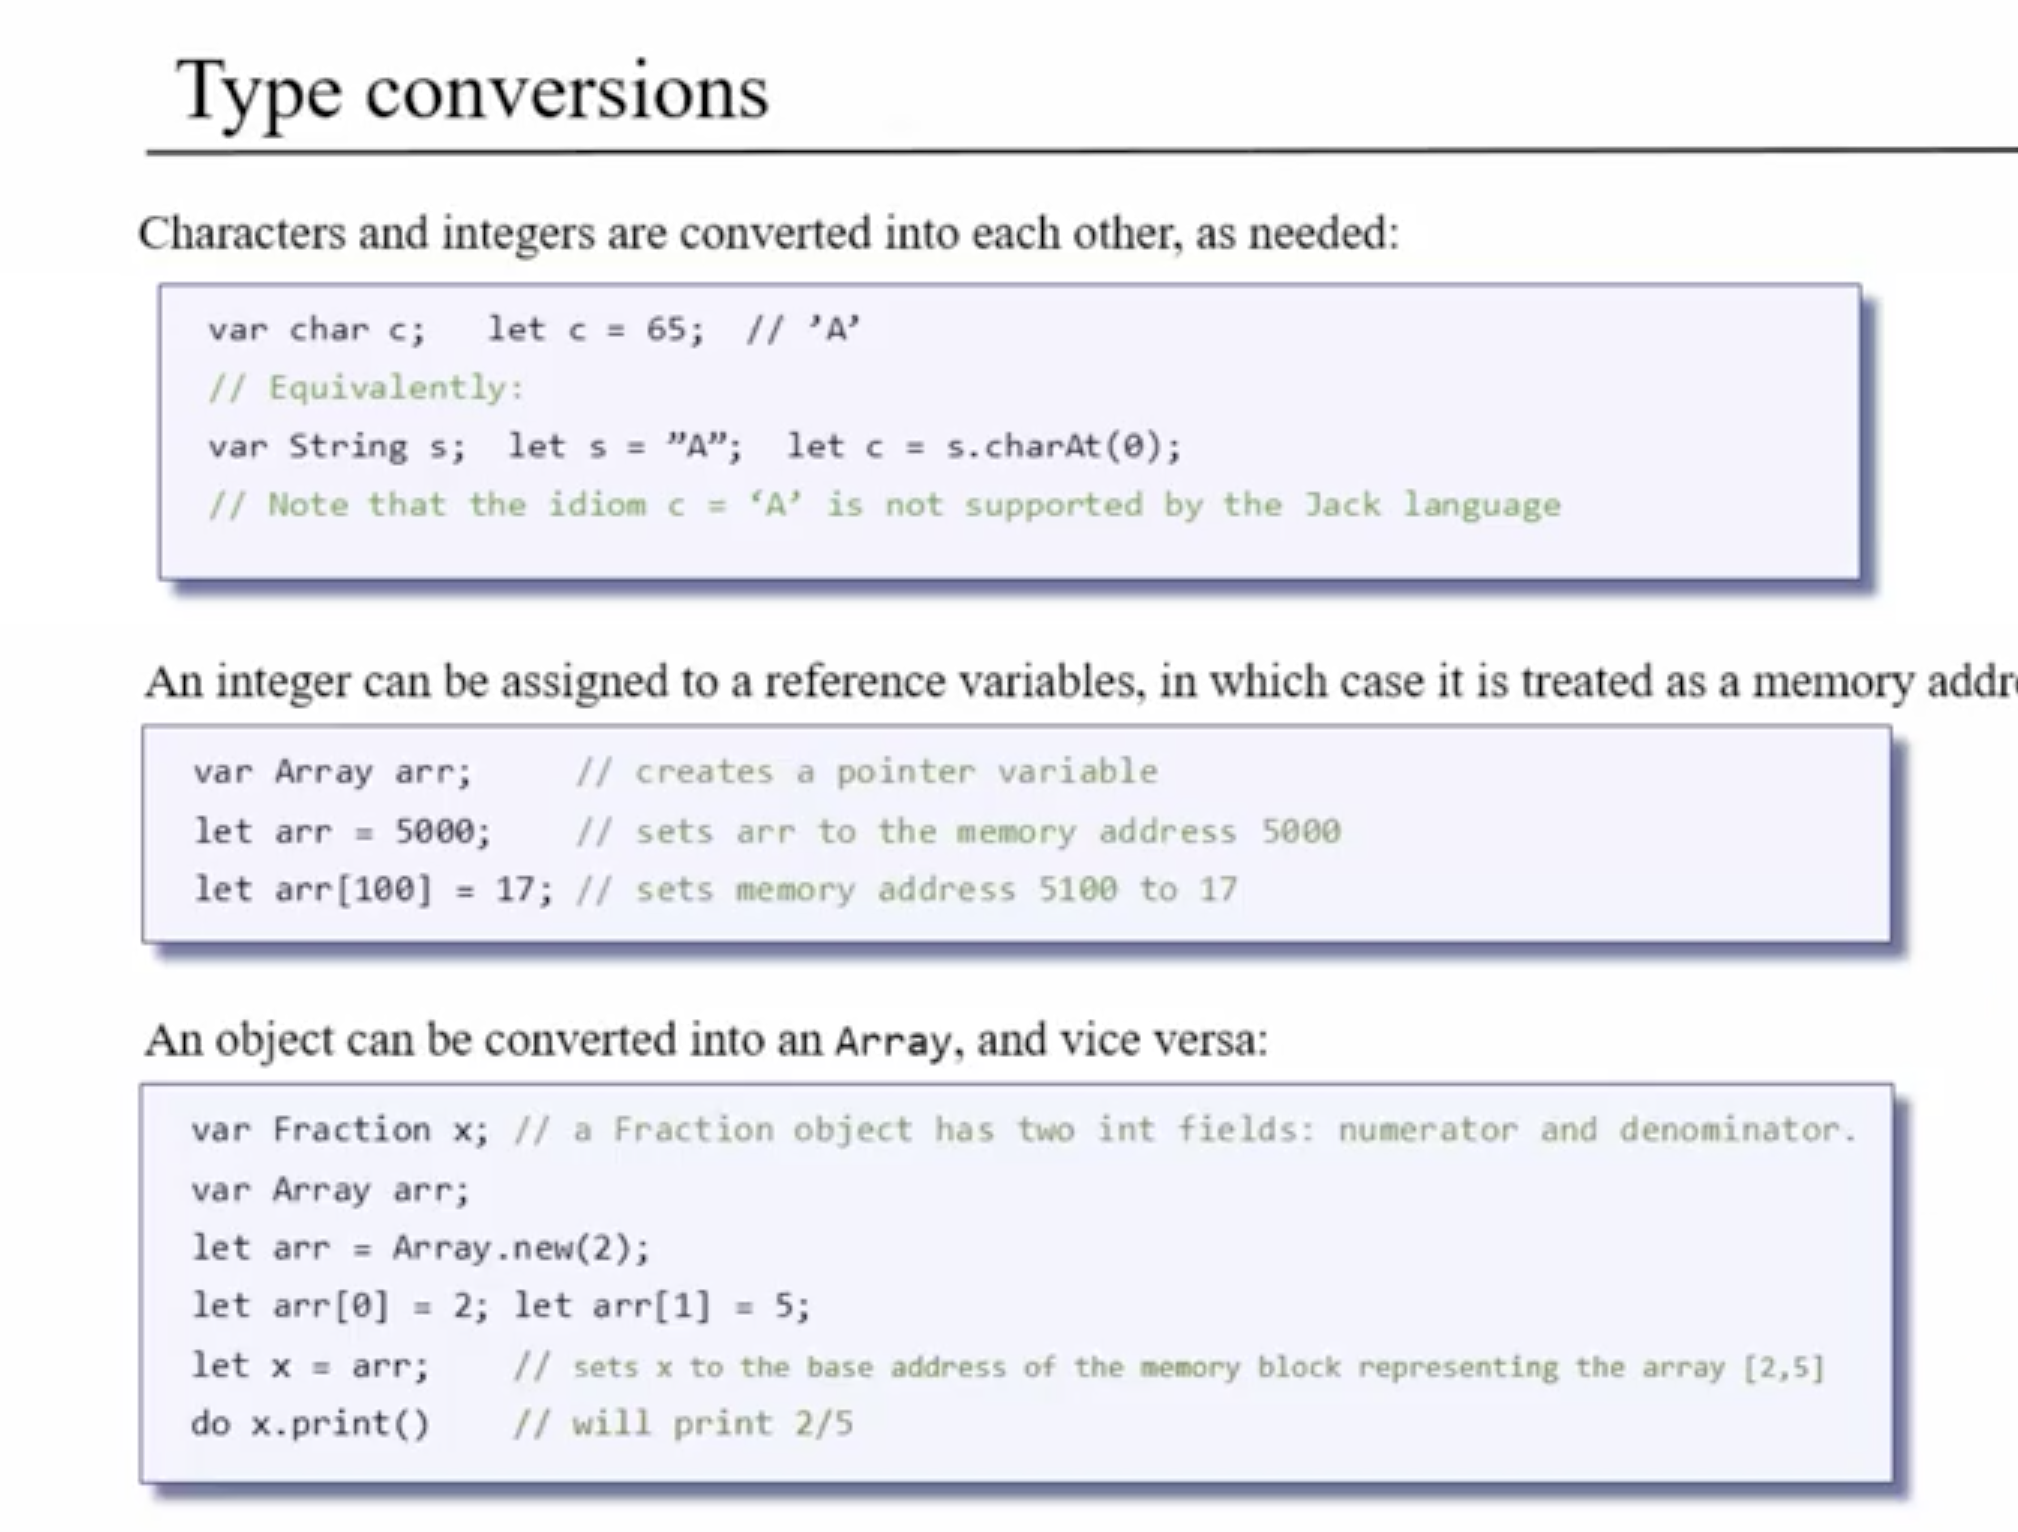 Type conversions
Characters and integers are converted into each other, as needed:
var char c;   let c = 65;  // ’A’
// Equivalently:
var String s;  let s = ”A”;  let c = s.charAt(0);
// Note that the idiom c = ‘A’ is not supported by the Jack language
An integer can be assigned to a reference variables, in which case it is treated as a memory
var Array arr;     // creates a pointer variable
let arr = 5000;    // sets arr to the memory address 5000
let arr[100] = 17; // sets memory address 5100 to 17
An object can be converted into an Array, and vice versa:
var Fraction x; // a Fraction object has two int fields: numerator and denominator.
var Array arr;
let arr = Array.new(2);
let arr[0] = 2; let arr[1] = 5;
let x = arr;    // sets x to the base address of the memory block representing the array [2,5]
do x.print()    // will print 2/5